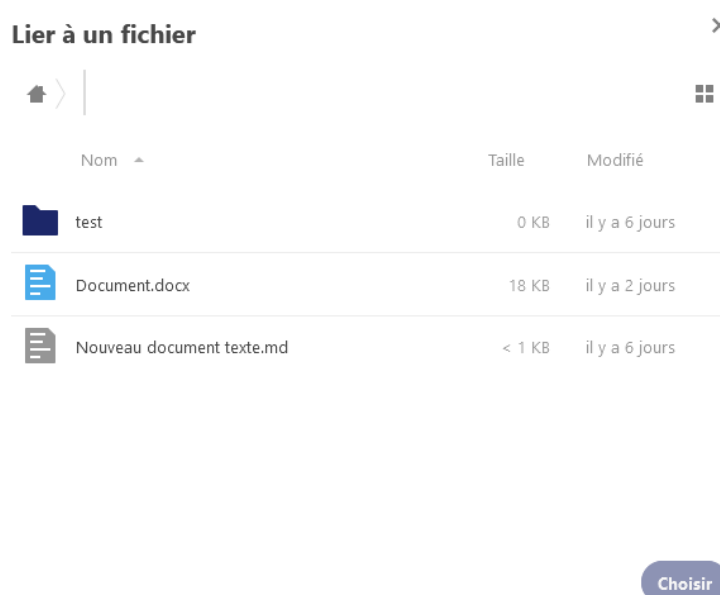 Lier à un fichier
Nom Taille Modifié
test 0 KB il y a 6 jours
Document.docx 18 KB il y a 2 jours
Nouveau document texte.md < 1 KB il y a 6 jours
Choisir